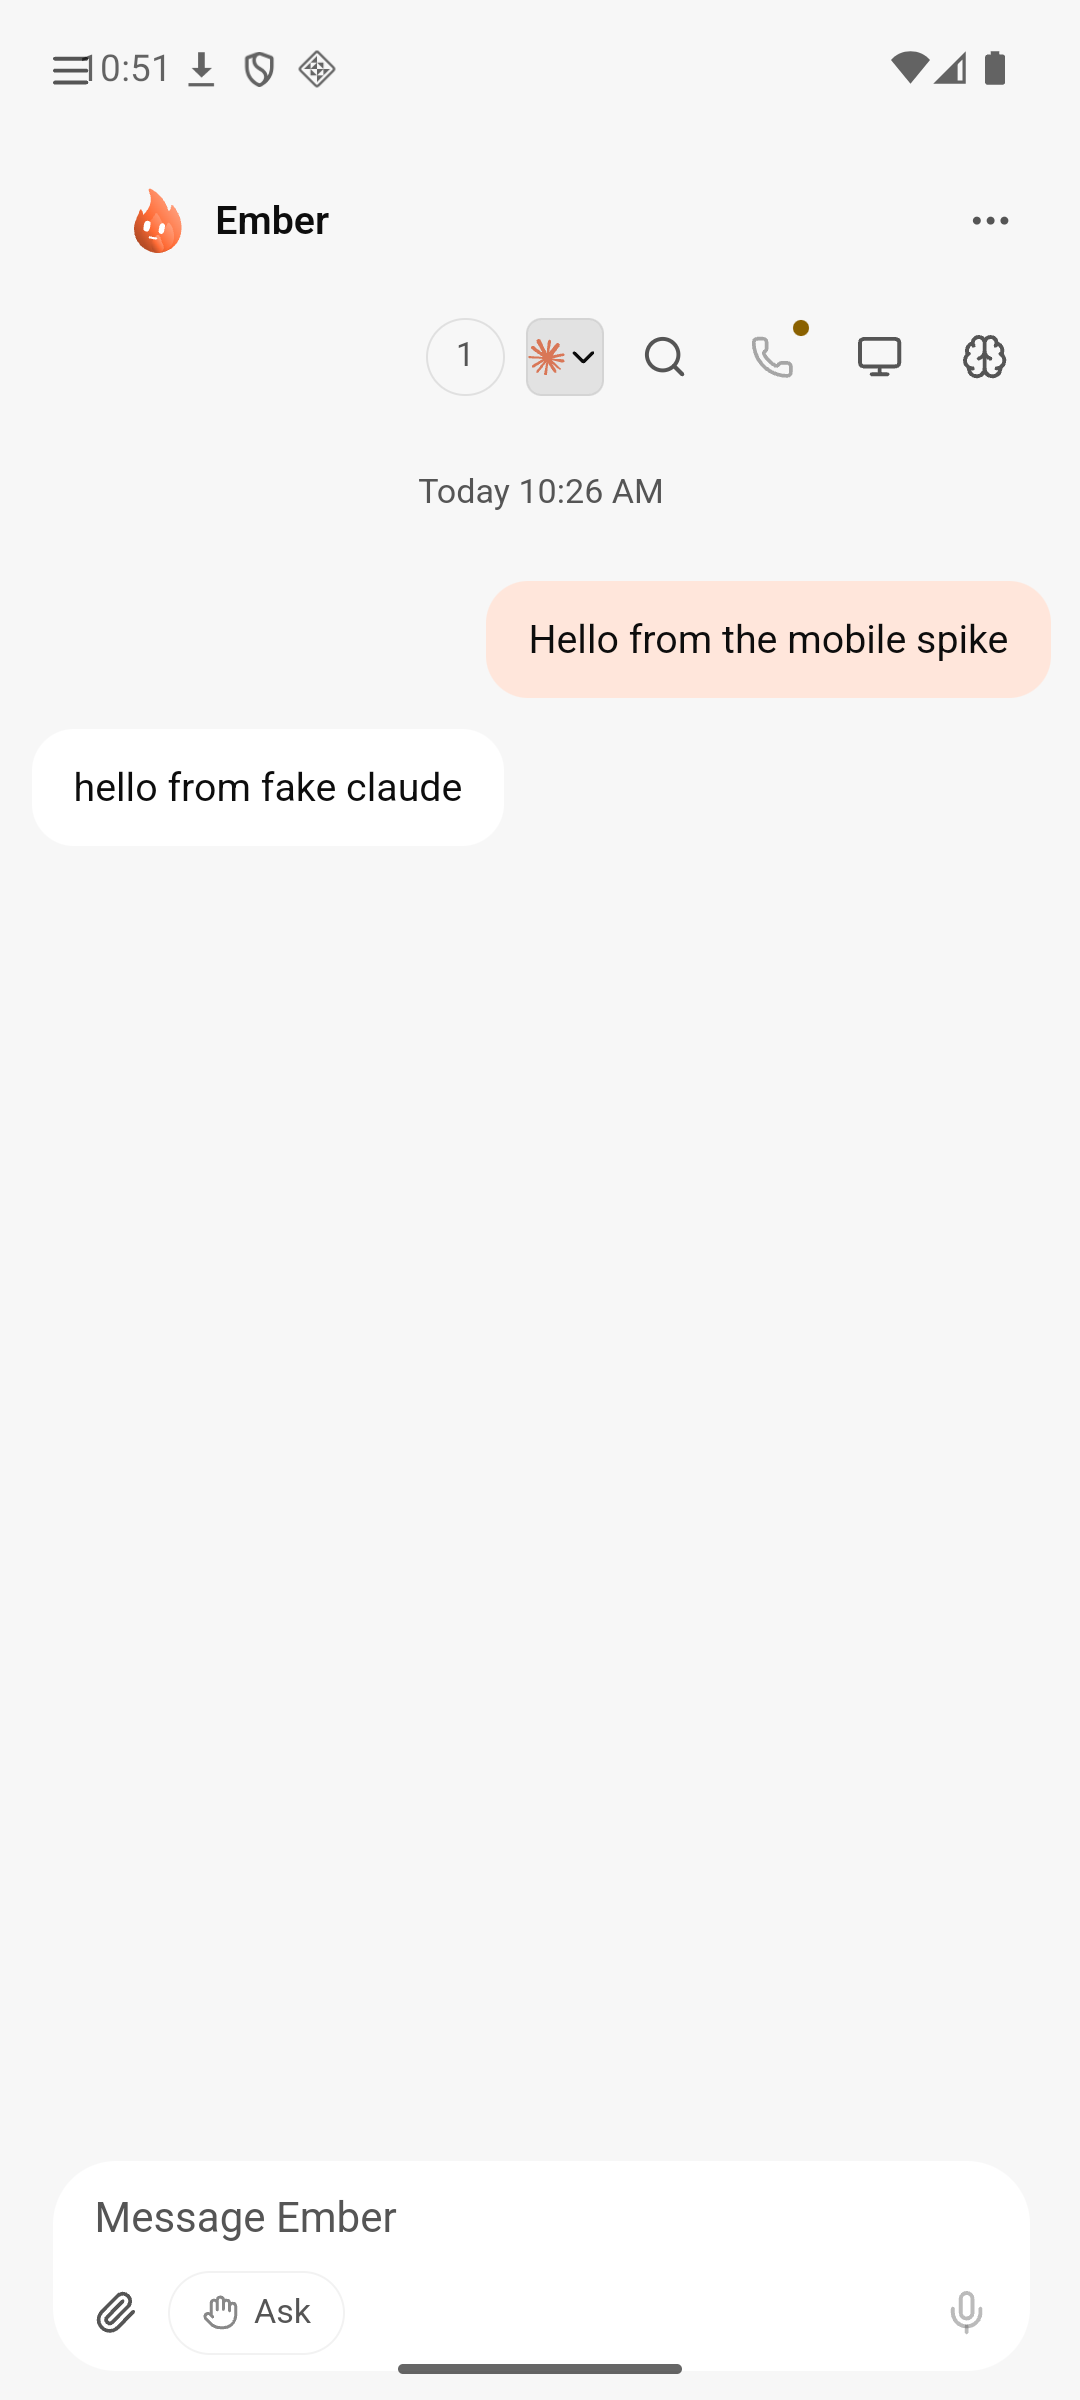 10:51
Ember
1
Today 10:26 AM
Hello from the mobile spike
hello from fake claude
Message Ember
Ask